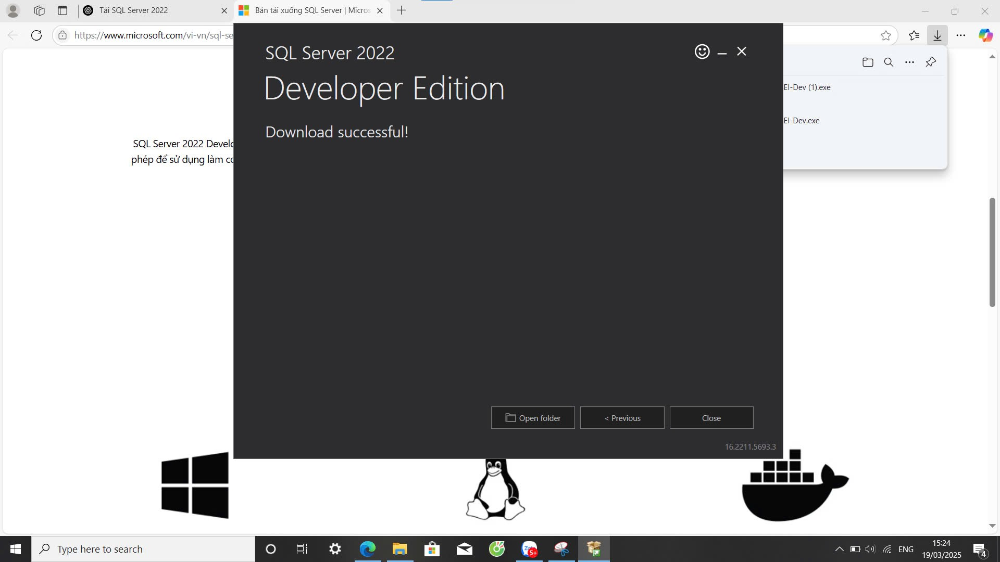 Tải SQL Server 2022
Bản tải xuống SQL Server | Micros
https://www.microsoft.com/vi-vn/sql-se
SQL Server 2022
Developer Edition
Download successful!
EI-Dev (1).exe
EI-Dev.exe
SQL Server 2022 Develo
phép để sử dụng làm cơ
Open folder
< Previous
Close
16.2211.5693.3
Type here to search
5+
ENG
15:24
19/03/2025
4